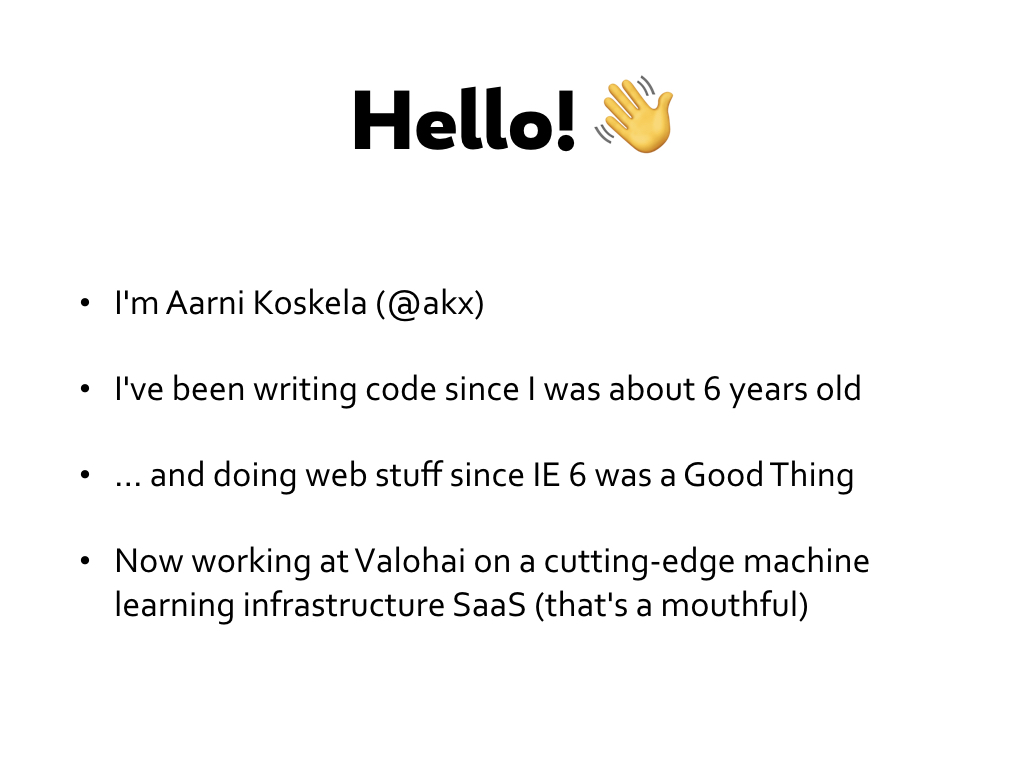 Hello! 👋
• I'm Aarni Koskela (@akx)
• I've been writing code since I was about 6 years old
• ... and doing web stuff since IE 6 was a Good Thing
• Now working at Valohai on a cutting-edge machine
learning infrastructure SaaS (that's a mouthful)